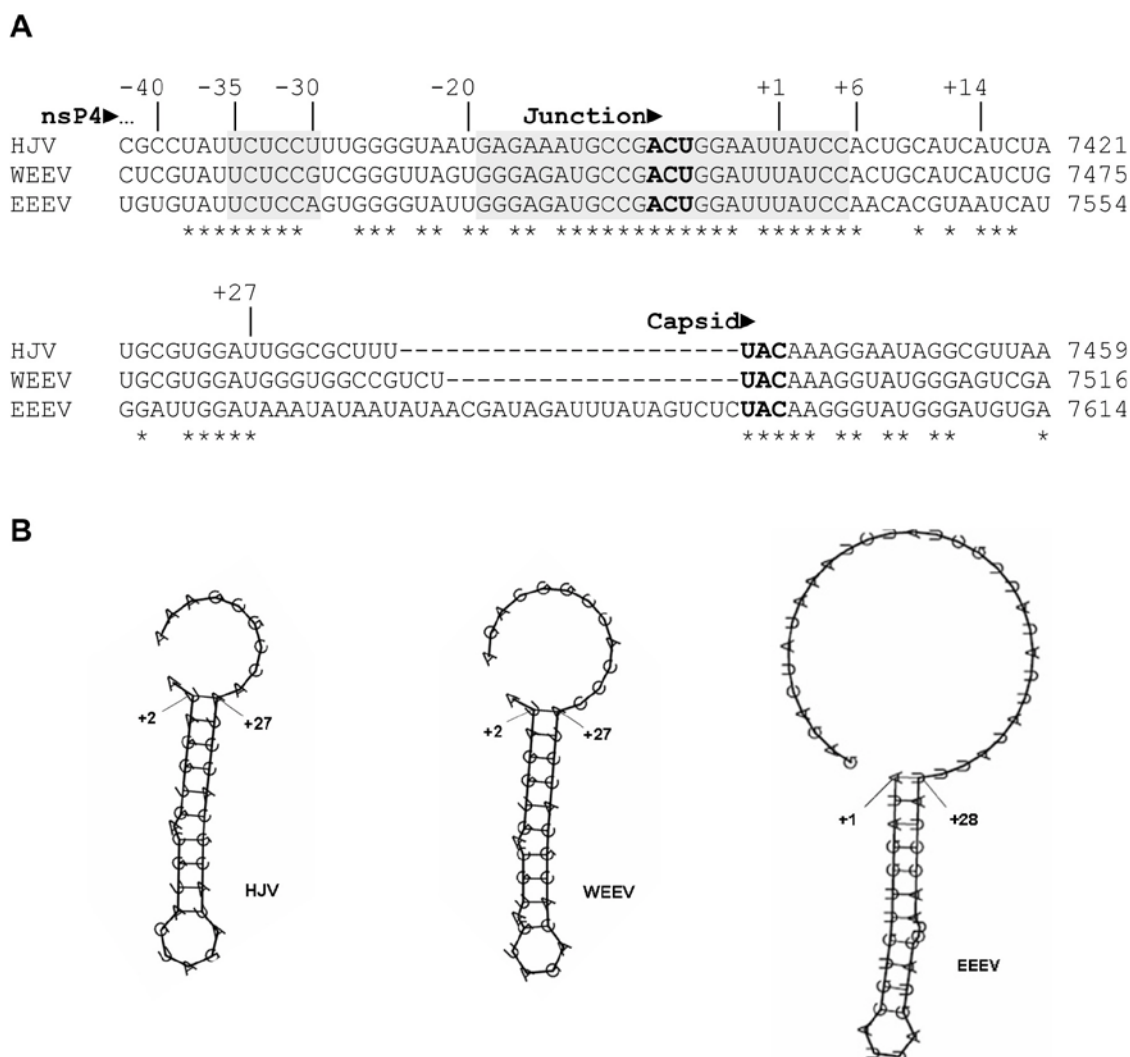 A
-40 -35 -30 -20 +1 +6 +14
nsP4►… Junction►
HJV CGCCUAUUCUCCUUUGGGGUAAUGAGAAAUGCCGACUGGAAUUAUCCACUGCAUCAUCUA 7421
WEEV CUCGUAUUCUCCGUCGGGUUAGUGGGAGAUGCCGACUGGAUUUAUCCACUGCAUCAUCUG 7475
EEEV UGUGUAUUCUCCAGUGGGGUAUUGGGAGAUGCCGACUGGAUUUAUCCAACACGUAAUCAU 7554
******** *** ** ** ** ************ ******* * * ***
+27
Capsid►
HJV UGCGUGGAUUGGCGCUUU----------------------UACAAAGGAAUAGGCGUUAA 7459
WEEV UGCGUGGAUGGGUGGCCGUCU-------------------UACAAAGGUAUGGGAGUCGA 7516
EEEV GGAUUGGAUAAAUAUAAUAUAACGAUAGAUUUAUAGUCUCUACAAGGGUAUGGGAUGUGA 7614
* ***** ***** ** ** ** *
B
+2 +27
HJV
+2 +27
WEEV
+1 +28
EEEV